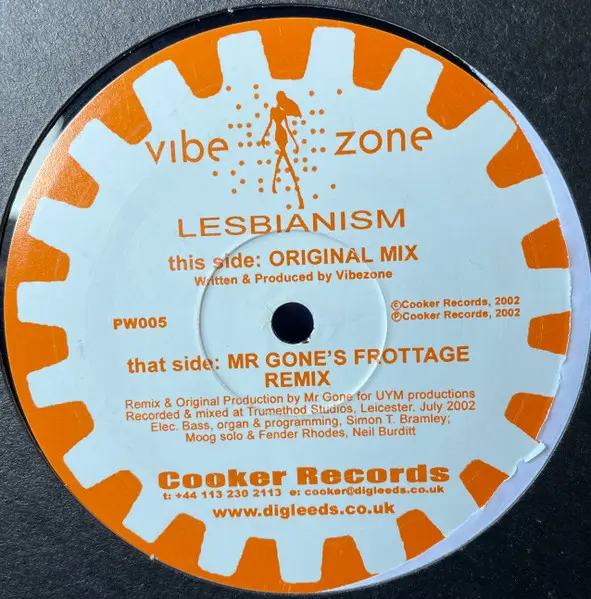 vibe zone
LESBIANISM
this side: ORIGINAL MIX
Written & Produced by Vibezone
©Cooker Records, 2002
℗Cooker Records, 2002
PW005
that side: MR GONE'S FROTTAGE
REMIX
Remix & Original Production by Mr Gone for UYM productions
Recorded & mixed at Trumethod Studios, Leicester. July 2002
Elec. Bass, organ & programming, Simon T. Bramley;
Moog solo & Fender Rhodes, Neil Burditt
Cooker Records
t: +44 113 230 2113 e: cooker@digleeds.co.uk
www.digleeds.co.uk